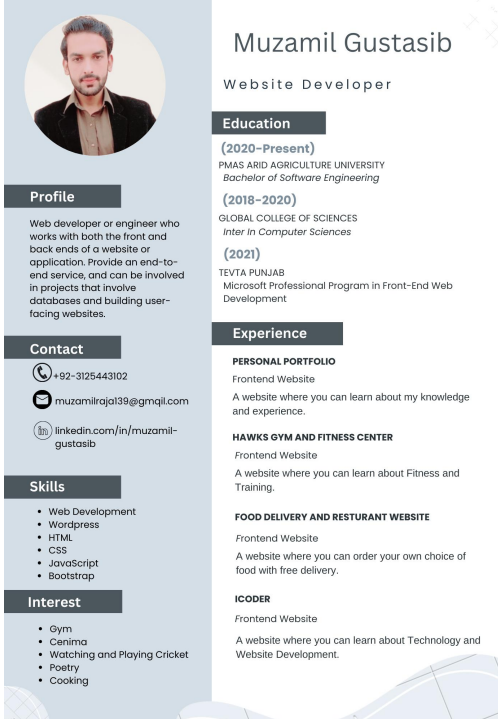 Muzamil Gustasib
Website Developer
Profile
Web developer or engineer who
works with both the front and
back ends of a website or
application. Provide an end-to-
end service, and can be involved
in projects that involve
databases and building user-
facing websites.
Contact
+92-3125443102
muzamilraja139@gmqil.com
in
linkedin.com/in/muzamil-
gustasib
Skills
• Web Development
• Wordpress
• HTML
• CSS
• JavaScript
• Bootstrap
Interest
• Gym
• Cenima
• Watching and Playing Cricket
• Poetry
• Cooking
Education
(2020-Present)
PMAS ARID AGRICULTURE UNIVERSITY
Bachelor of Software Engineering
(2018-2020)
GLOBAL COLLEGE OF SCIENCES
Inter In Computer Sciences
(2021)
TEVTA PUNJAB
Microsoft Professional Program in Front-End Web
Development
Experience
PERSONAL PORTFOLIO
Frontend Website
A website where you can learn about my knowledge
and experience.
HAWKS GYM AND FITNESS CENTER
Frontend Website
A website where you can learn about Fitness and
Training.
FOOD DELIVERY AND RESTURANT WEBSITE
Frontend Website
A website where you can order your own choice of
food with free delivery.
ICODER
Frontend Website
A website where you can learn about Technology and
Website Development.